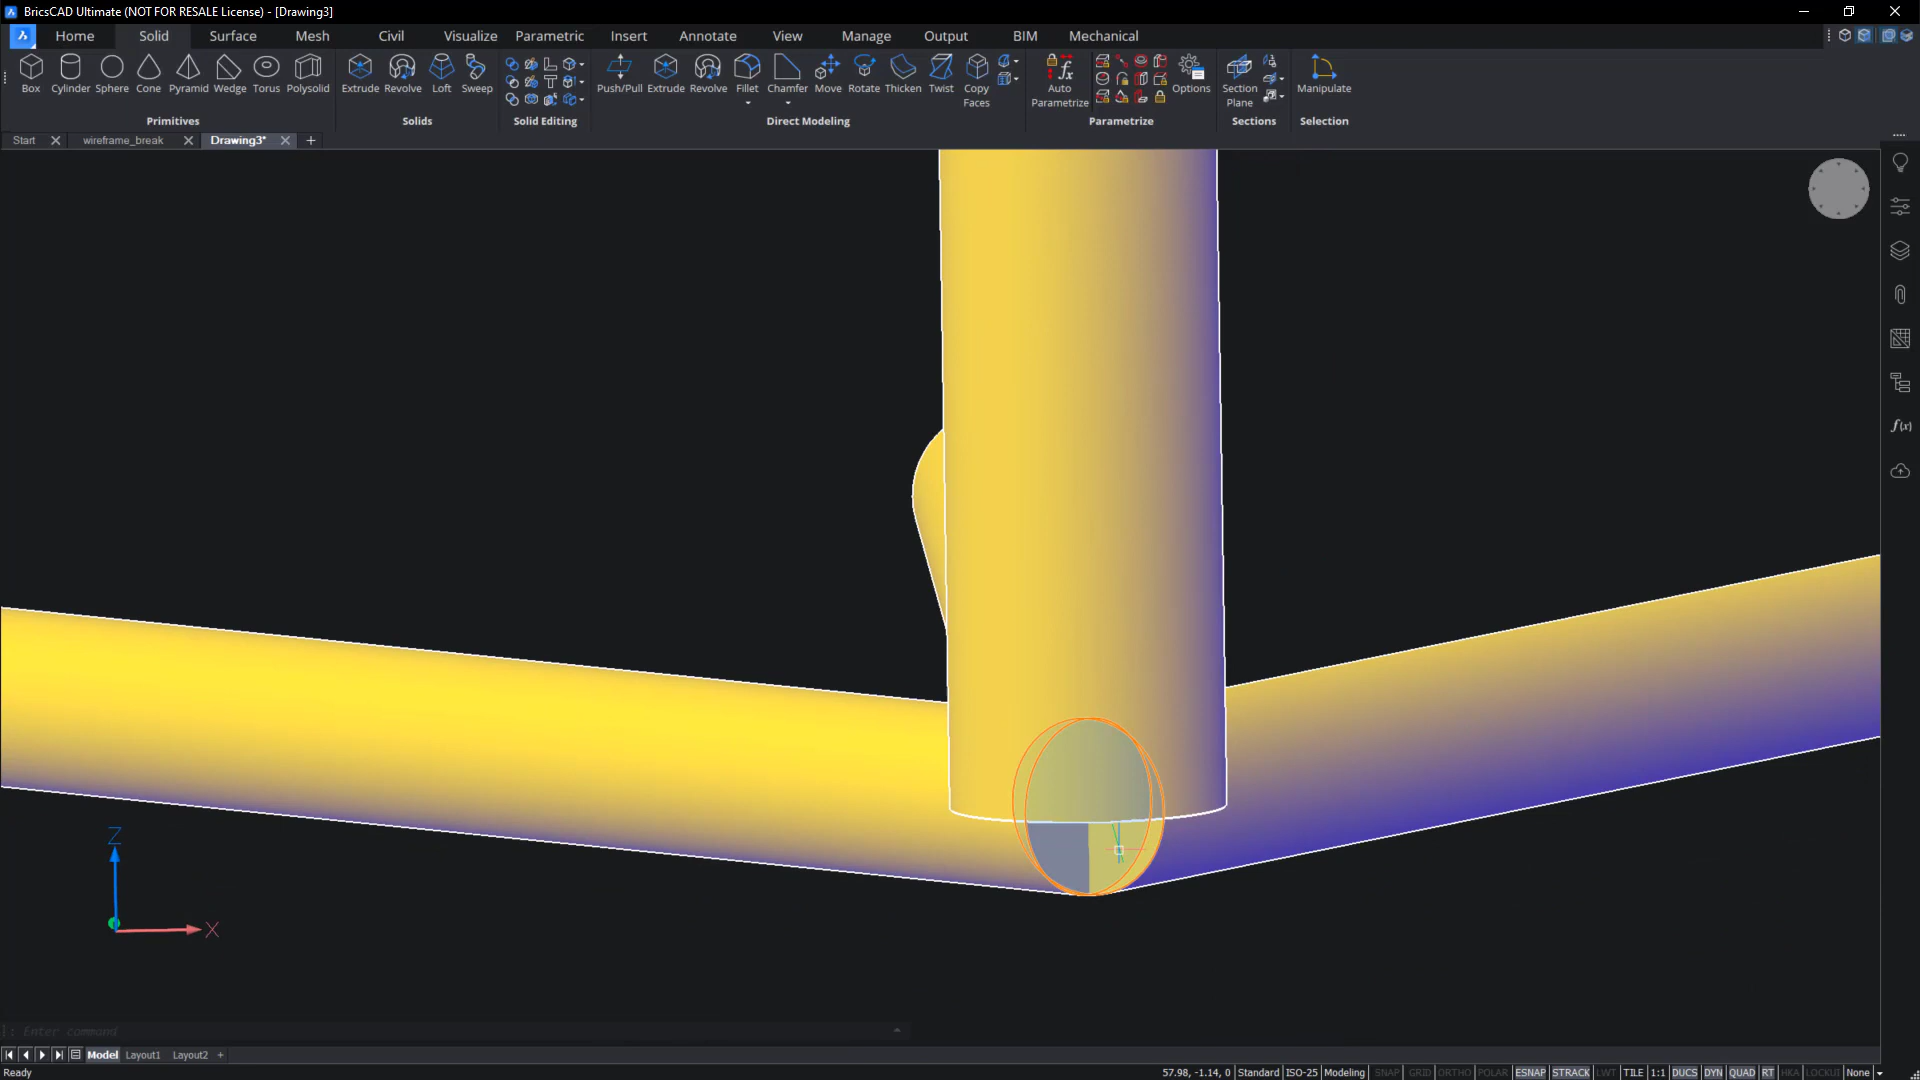 BricsCAD Ultimate (NOT FOR RESALE License) - [Drawing3]
Home Solid Surface Mesh Civil Visualize Parametric Insert Annotate View Manage Output BIM Mechanical
Box Cylinder Sphere Cone Pyramid Wedge Torus Polysolid Extrude Revolve Loft Sweep Push/Pull Extrude Revolve Fillet Chamfer Move Rotate Thicken Twist Copy Faces fx Auto Parametrize Options Section Plane Manipulate
Primitives Solids Solid Editing Direct Modeling Parametrize Sections Selection
Start wireframe_break Drawing3* +
f(x)
Z
X
: Enter command
Model Layout1 Layout2 +
Ready 57.98, -1.14, 0 Standard ISO-25 Modeling SNAP GRID ORTHO POLAR ESNAP STRACK LWT TILE 1:1 DUCS DYN QUAD RT HKA LOCKUI None